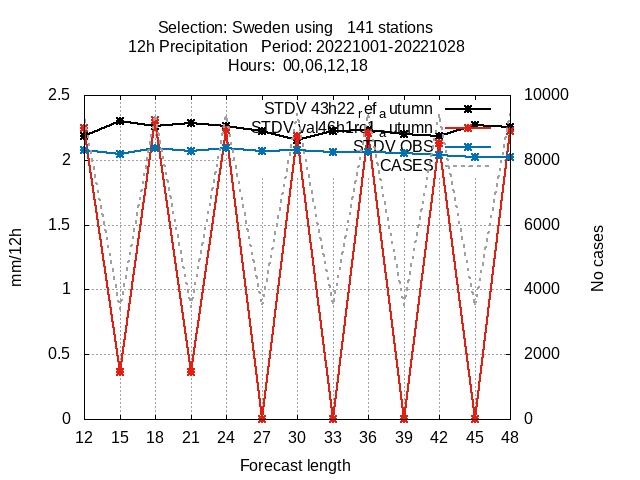 Selection: Sweden using   141 stations
12h Precipitation   Period: 20221001-20221028
Hours:  00,06,12,18
2.5
2
1.5
1
0.5
0
10000
8000
6000
4000
2000
0
mm/12h
No cases
STDV 43h22refautumn
STDV val46h1rc1autumn
STDV OBS
CASES
12 15 18 21 24 27 30 33 36 39 42 45 48
Forecast length